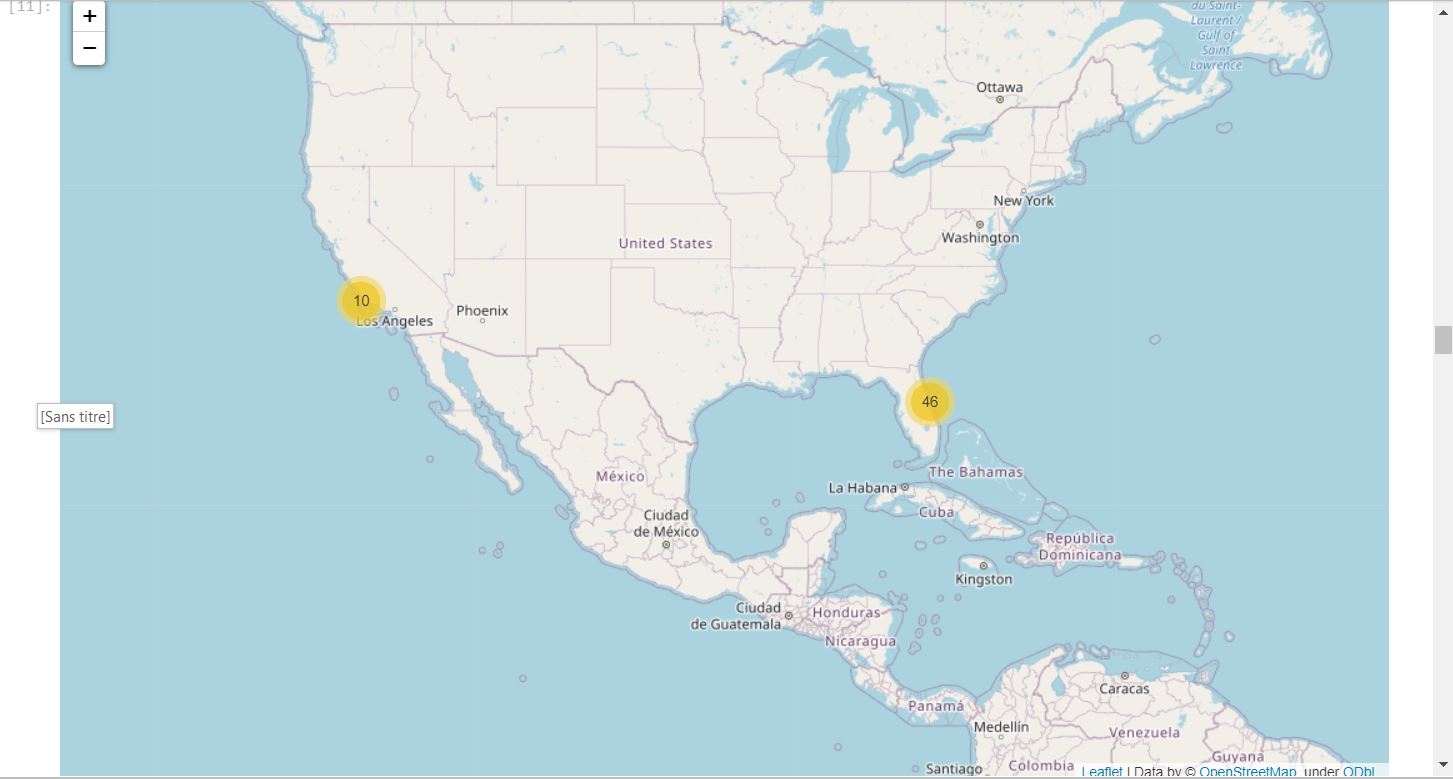 [11]:
+
−
du Saint-
Laurent /
Gulf of
Saint
Lawrence
Ottawa
New York
Washington
United States
10
Los Angeles
Phoenix
46
[Sans titre]
México
The Bahamas
La Habana
Cuba
Ciudad
de México
República
Dominicana
Kingston
Ciudad
de Guatemala
Honduras
Nicaragua
Caracas
Panamá
Medellín
Venezuela
Guyana
Santiago
Colombia
Leaflet | Data by © OpenStreetMap, under ODbL